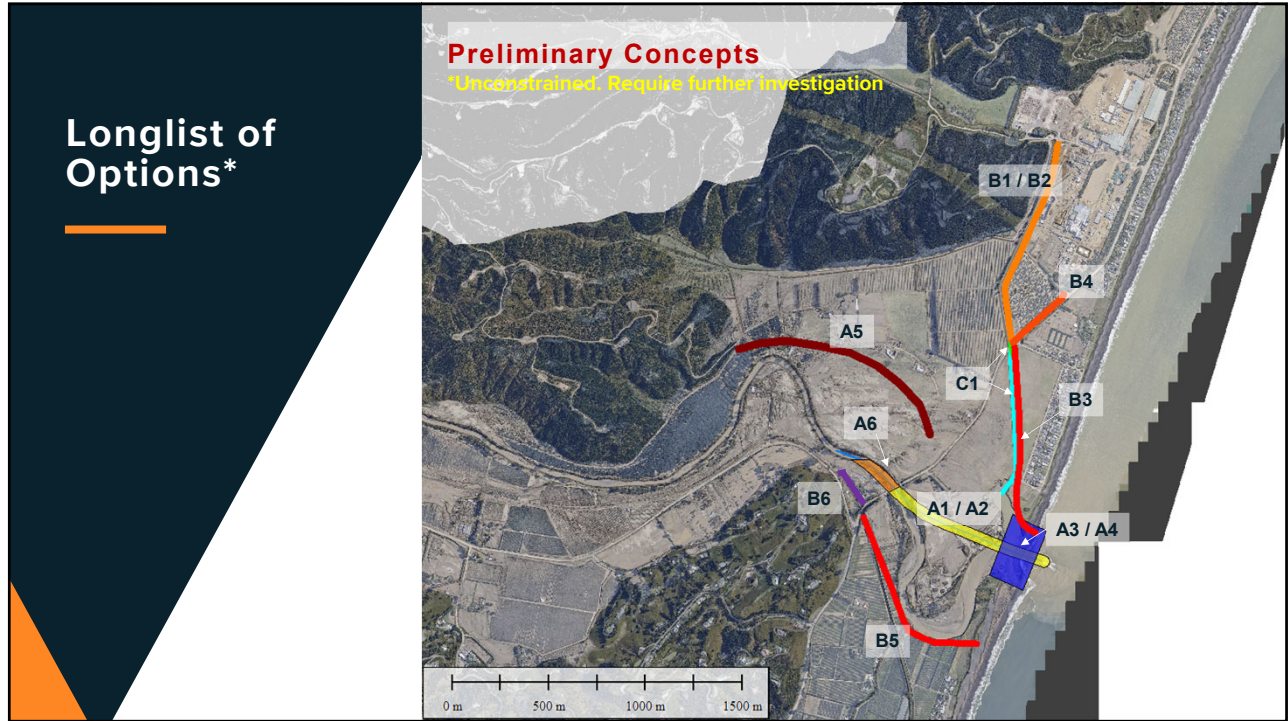 Longlist of
Options*
Preliminary Concepts
*Unconstrained. Require further investigation
B1 / B2
B4
A5
C1
B3
A6
A1 / A2
B6
A3 / A4
B5
0 m
500 m
1000 m
1500 m